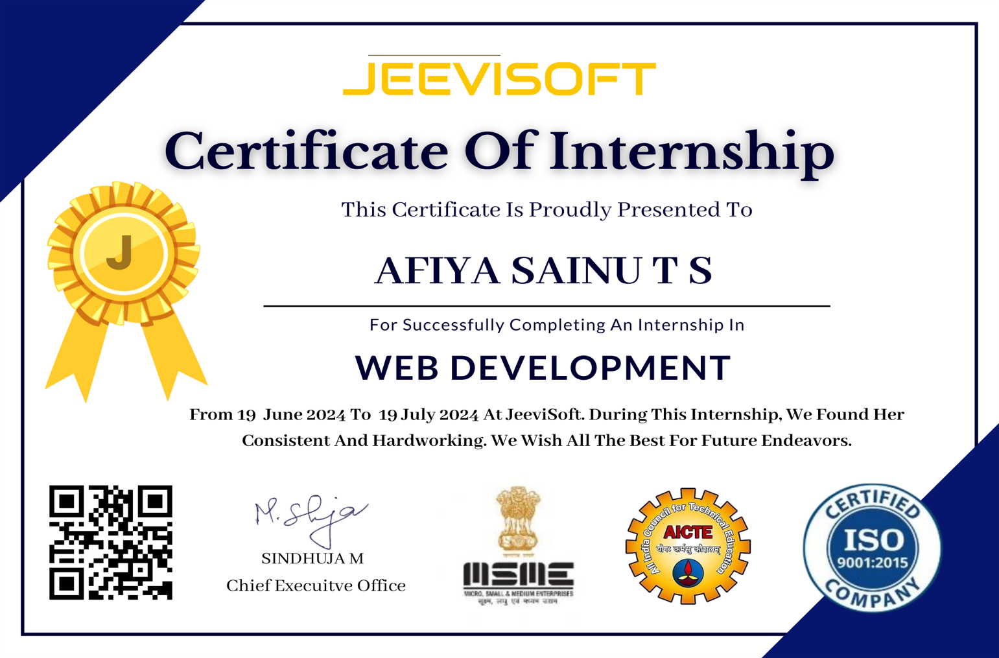 JEEVISOFT
Certificate Of Internship
This Certificate Is Proudly Presented To
J
AFIYA SAINU T S
For Successfully Completing An Internship In
WEB DEVELOPMENT
From 19 June 2024 To 19 July 2024 At JeeviSoft. During This Internship, We Found Her
Consistent And Hardworking. We Wish All The Best For Future Endeavors.
M. Shja
SINDHUJA M
Chief Execuitve Office
सत्यमेव जयते
MSME
MICRO, SMALL & MEDIUM ENTERPRISES
सूक्ष्म, लघु एवं मध्यम उद्यम
All India Council for Technical Education
AICTE
योगः कर्मसु कौशलम्
CERTIFIED
ISO
9001:2015
COMPANY